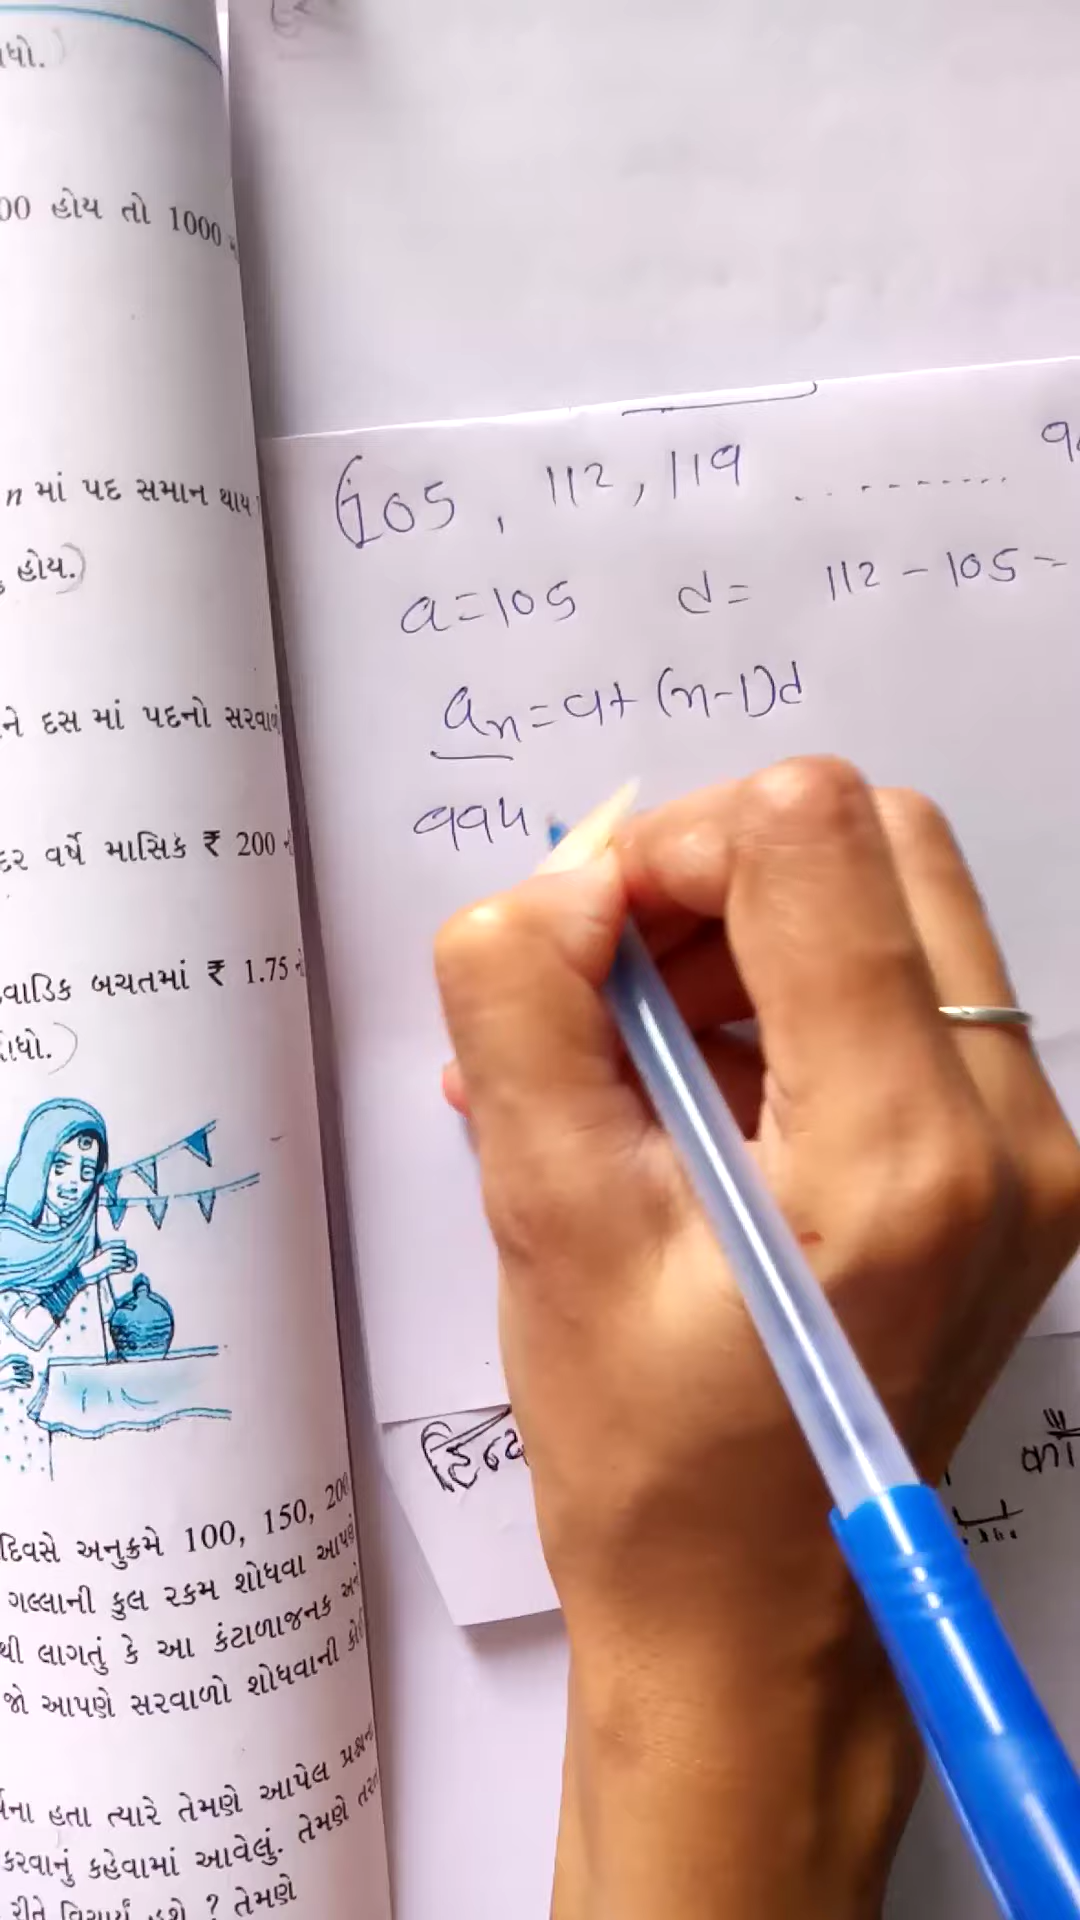 ધો.)
00 હોય તો 1000
n માં પદ સમાન થાય
હોય.)
ને દસ માં પદનો સરવા
દર વર્ષે માસિક ₹ 200
વાડિક બચતમાં ₹ 1.75
ધો.)
દિવસે અનુક્રમે 100, 150, 200
ગલ્લાની કુલ રકમ શોધવા આપણે
થી લાગતું કે આ કંટાળાજનક અને
જો આપણે સરવાળો શોધવાની કો
ના હતા ત્યારે તેમણે આપેલ પ્રશ્ન
કરવાનું કહેવામાં આવેલું. તેમણે તર
રીતે વિચાર્યું હશે ? તેમણે
105, 112, 119 .........
a=105 d= 112 - 105 =
an = a + (n-1)d
994
हिन्द